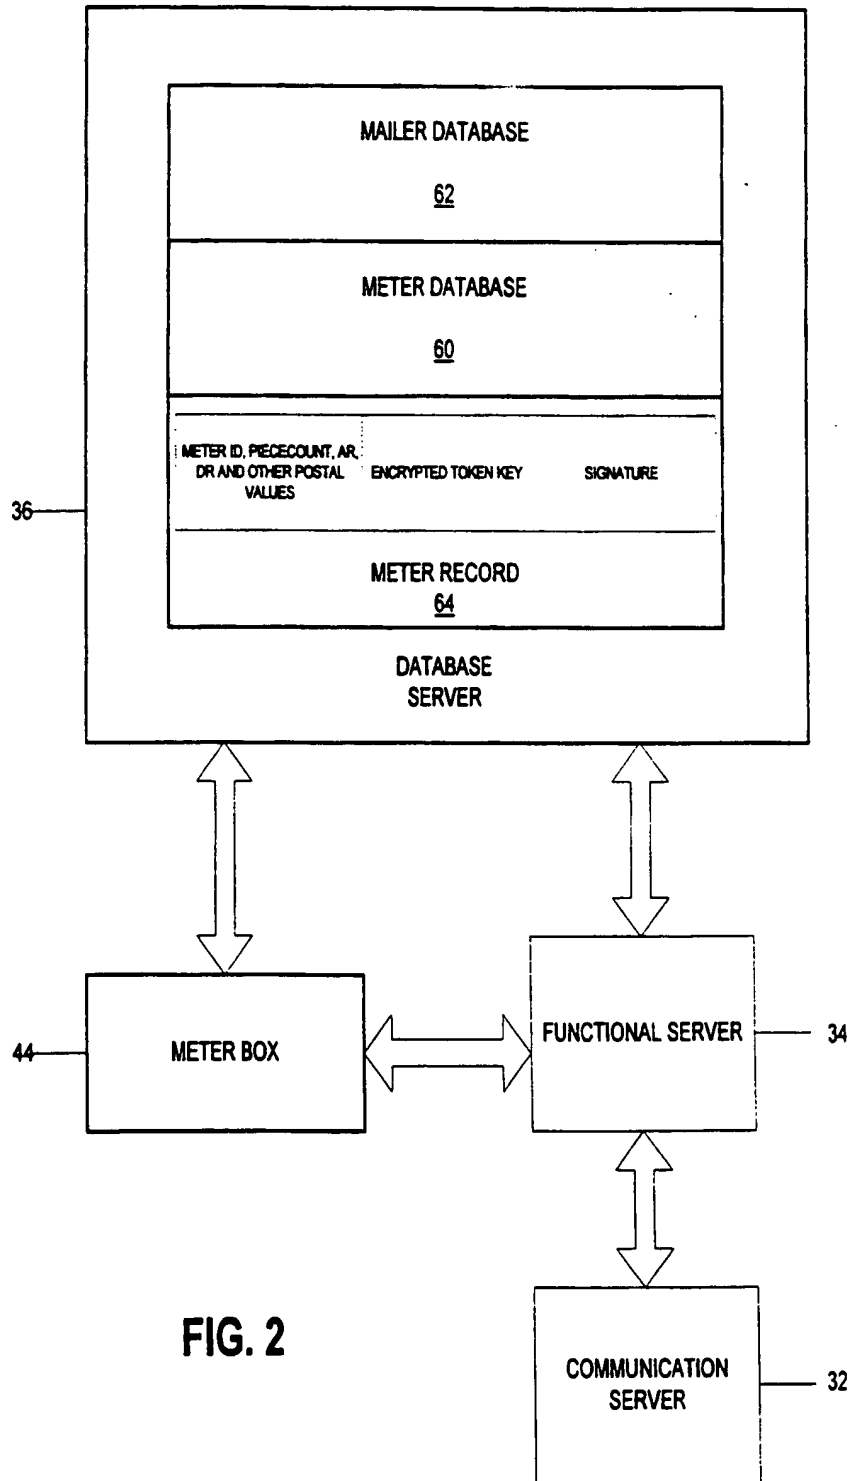 MAILER DATABASE
62
METER DATABASE
60
METER ID, PIECECOUNT, AR,
DR AND OTHER POSTAL
VALUES
ENCRYPTED TOKEN KEY
SIGNATURE
36
METER RECORD
64
DATABASE
SERVER
44
METER BOX
FUNCTIONAL SERVER
34
FIG. 2
COMMUNICATION
SERVER
32